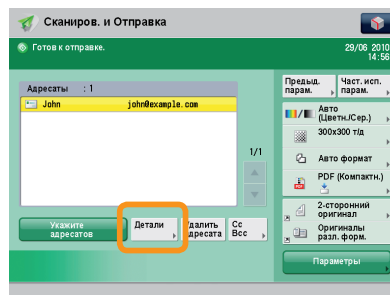 Сканиров. и Отправка
Готов к отправке.
29/06 2010
14:56
Адресаты : 1
John john@example.com
1/1
Укажите
адресатов
Детали
Удалить
адресата
Cc
Bcc
Предыд.
парам.
Част. исп.
парам.
Авто
(Цветн./Сер.)
300x300 т/д
Авто формат
PDF (Компактн.)
2-сторонний
оригинал
Оригиналы
разл. форм.
Параметры